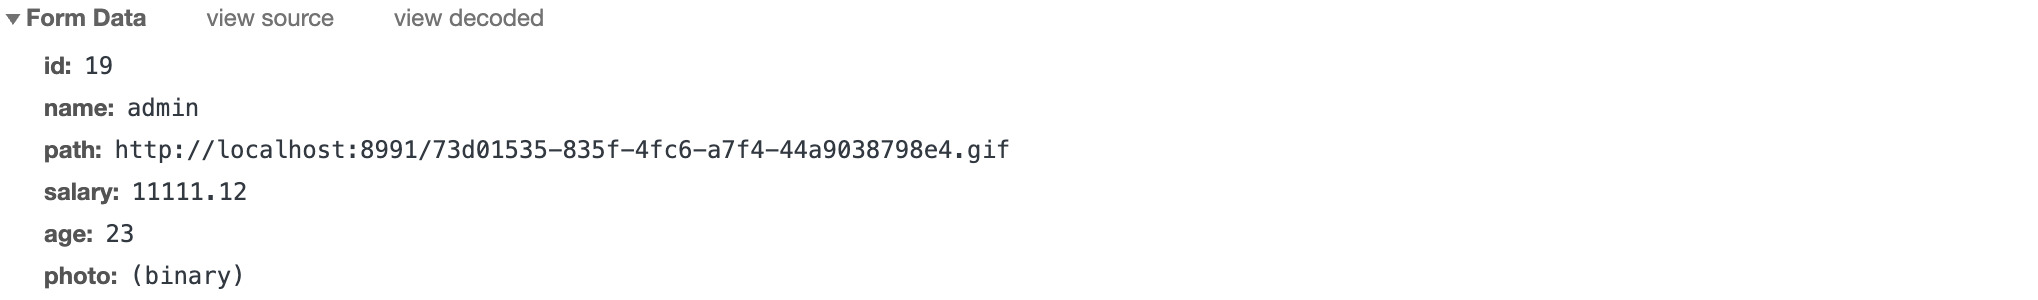 ▼Form Data view source view decoded
id: 19
name: admin
path: http://localhost:8991/73d01535-835f-4fc6-a7f4-44a9038798e4.gif
salary: 11111.12
age: 23
photo: (binary)